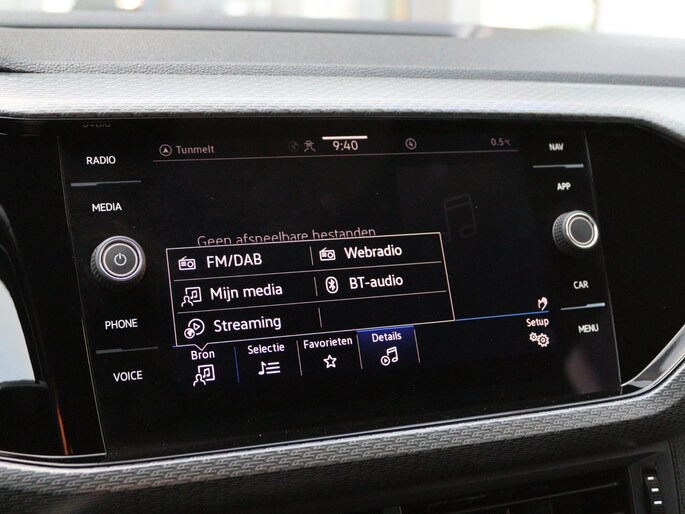 RADIO
MEDIA
PHONE
VOICE
Tunmelt
9:40
4
0.5°C
Geen afspeelbare bestanden
FM/DAB
Webradio
Mijn media
BT-audio
Streaming
Bron
Selectie
Favorieten
Details
Setup
NAV
APP
CAR
MENU